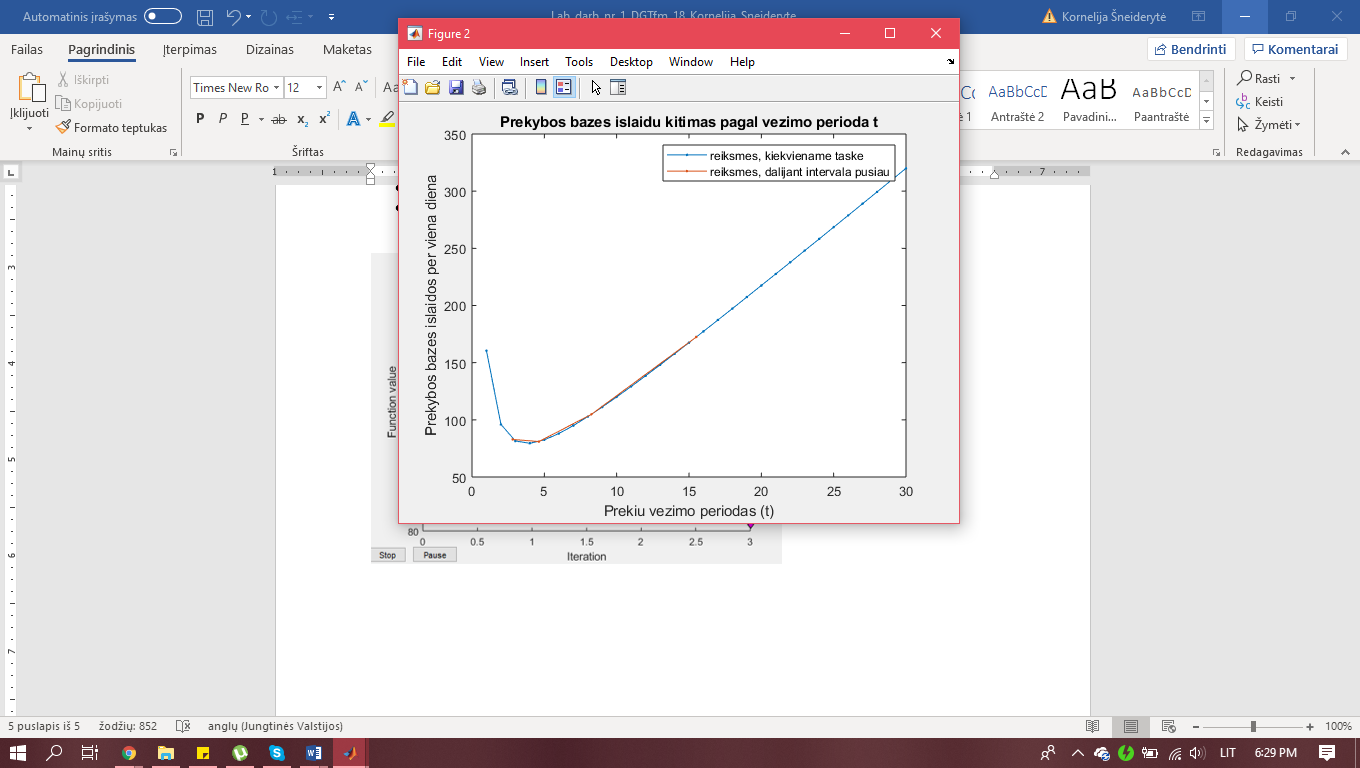 Automatinis įrašymas
Lab_darb_nr_1_DGTfm_18_Kornelija_Sneideryte
Kornelija Šneiderytė
Failas Pagrindinis Įterpimas Dizainas Maketas
Bendrinti Komentarai
Įklijuoti
Iškirpti
Kopijuoti
Formato teptukas
Mainų sritis
Times New Ro 12
Šriftas
AaBbCcDc AaBbCcDc
Antraštė 2 Pavadini... Paantraštė
Rasti
Keisti
Žymėti
Redagavimas
Figure 2
File Edit View Insert Tools Desktop Window Help
Prekybos bazes islaidu kitimas pagal vezimo perioda t
reiksmes, kiekviename taske
reiksmes, dalijant intervala pusiau
Prekybos bazes islaidos per viena diena
350
300
250
200
150
100
50
0 5 10 15 20 25 30
Prekiu vezimo periodas (t)
Function value
80
0 0.5 1 1.5 2 2.5 3
Iteration
Stop Pause
5 puslapis iš 5 žodžių: 852 anglų (Jungtinės Valstijos)
100%
LIT 6:29 PM